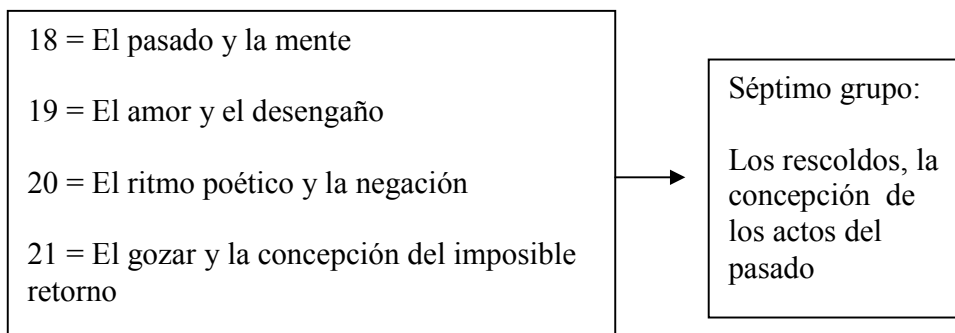 18 = El pasado y la mente
19 = El amor y el desengaño
20 = El ritmo poético y la negación
21 = El gozar y la concepción del imposible
retorno
Séptimo grupo:
Los rescoldos, la
concepción de
los actos del
pasado